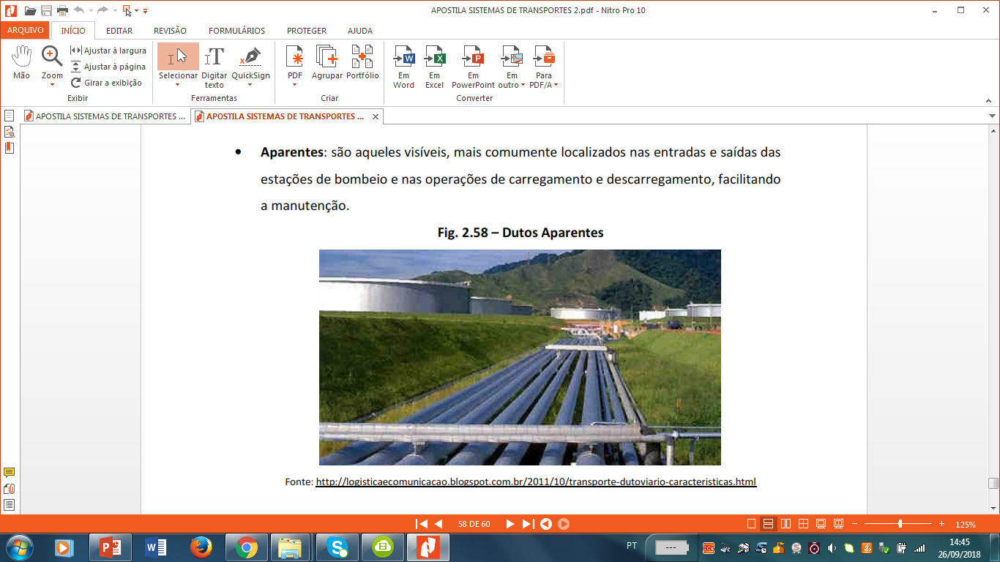 APOSTILA SISTEMAS DE TRANSPORTES 2.pdf - Nitro Pro 10
ARQUIVO INÍCIO EDITAR REVISÃO FORMULÁRIOS PROTEGER AJUDA
Mão
Zoom
Ajustar à largura
Ajustar à página
Girar a exibição
Exibir
Selecionar
Digitar
texto
QuickSign
Ferramentas
PDF
Agrupar
Portfólio
Criar
Em
Word
Em
Excel
Em
PowerPoint
Em
outro
Para
PDF/A
Converter
APOSTILA SISTEMAS DE TRANSPORTES ...
APOSTILA SISTEMAS DE TRANSPORTES ...
• Aparentes: são aqueles visíveis, mais comumente localizados nas entradas e saídas das
estações de bombeio e nas operações de carregamento e descarregamento, facilitando
a manutenção.
Fig. 2.58 – Dutos Aparentes
Fonte: http://logisticaecomunicacao.blogspot.com.br/2011/10/transporte-dutoviario-caracteristicas.html
58 DE 60
125%
PT
14:45
26/09/2018